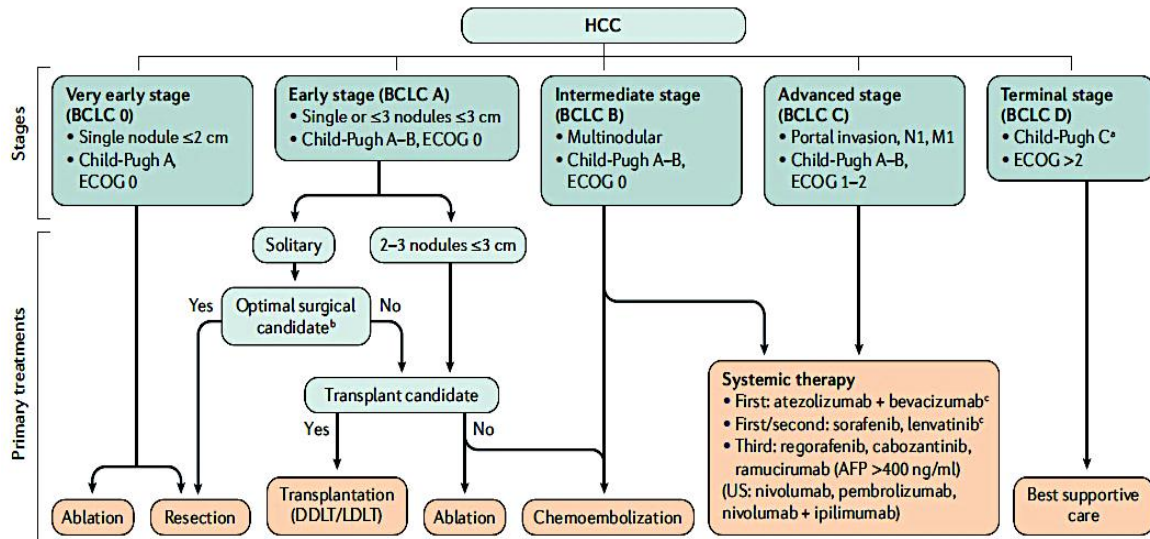 HCC
Stages
Very early stage
(BCLC 0)
• Single nodule ≤2 cm
• Child-Pugh A,
ECOG 0
Early stage (BCLC A)
• Single or ≤3 nodules ≤3 cm
• Child-Pugh A–B, ECOG 0
Intermediate stage
(BCLC B)
• Multinodular
• Child-Pugh A–B,
ECOG 0
Advanced stage
(BCLC C)
• Portal invasion, N1, M1
• Child-Pugh A–B,
ECOG 1–2
Terminal stage
(BCLC D)
• Child-Pugh Cᵃ
• ECOG >2
Primary treatments
Solitary
2–3 nodules ≤3 cm
Yes
Optimal surgical
candidateᵇ
No
Transplant candidate
Yes
No
Ablation
Resection
Transplantation
(DDLT/LDLT)
Ablation
Chemoembolization
Systemic therapy
• First: atezolizumab + bevacizumabᶜ
• First/second: sorafenib, lenvatinibᶜ
• Third: regorafenib, cabozantinib,
ramucirumab (AFP >400 ng/ml)
(US: nivolumab, pembrolizumab,
nivolumab + ipilimumab)
Best supportive
care